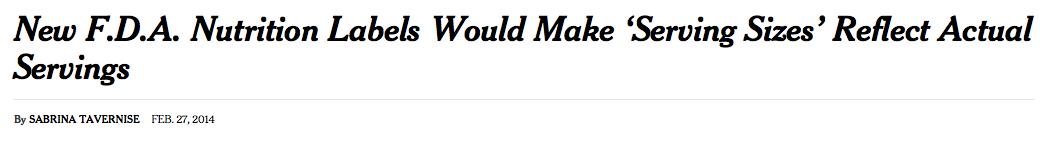 New F.D.A. Nutrition Labels Would Make ‘Serving Sizes’ Reflect Actual
Servings
By SABRINA TAVERNISE FEB. 27, 2014